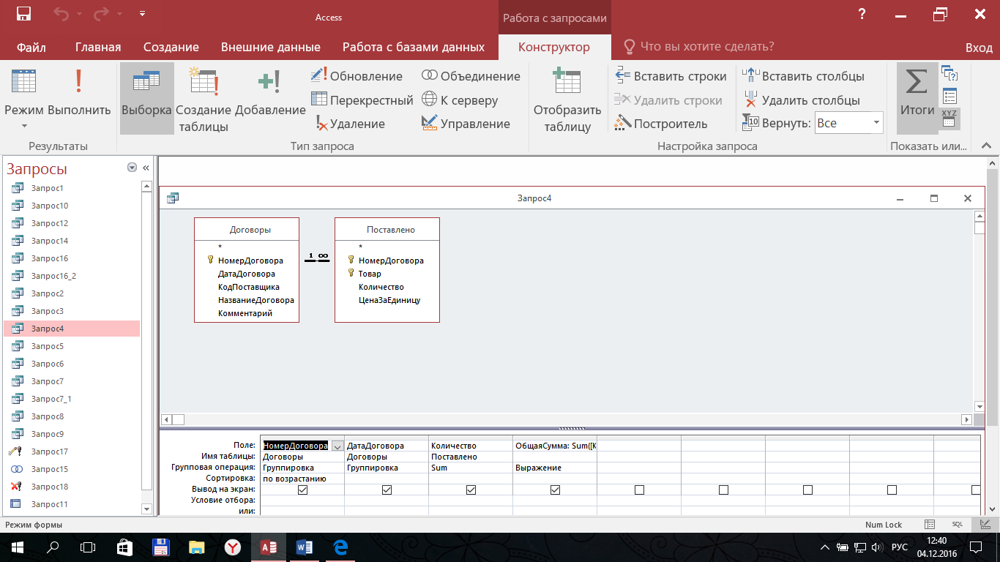 Access
Работа с запросами
?
Файл
Главная
Создание
Внешние данные
Работа с базами данных
Конструктор
Что вы хотите сделать?
Вход
Режим
Выполнить
Результаты
Выборка
Создание таблицы
Добавление
Обновление
Перекрестный
Удаление
Объединение
К серверу
Управление
Тип запроса
Отобразить таблицу
Вставить строки
Удалить строки
Построитель
Вставить столбцы
Удалить столбцы
10 Вернуть: Все
Настройка запроса
Итоги
XYZ
Показать или...
Запросы
Запрос1
Запрос10
Запрос12
Запрос14
Запрос16
Запрос16_2
Запрос2
Запрос3
Запрос4
Запрос5
Запрос6
Запрос7
Запрос7_1
Запрос8
Запрос9
Запрос17
Запрос15
Запрос18
Запрос11
Запрос4
Договоры
*
НомерДоговора
ДатаДоговора
КодПоставщика
НазваниеДоговора
Комментарий
1 ∞
Поставлено
*
НомерДоговора
Товар
Количество
ЦенаЗаЕдиницу
Поле: НомерДоговора ДатаДоговора Количество ОбщаяСумма: Sum([К
Имя таблицы: Договоры Договоры Поставлено
Групповая операция: Группировка Группировка Sum Выражение
Сортировка: по возрастанию
Вывод на экран:
Условие отбора:
или:
Режим формы
Num Lock
SQL
РУС
12:40
04.12.2016